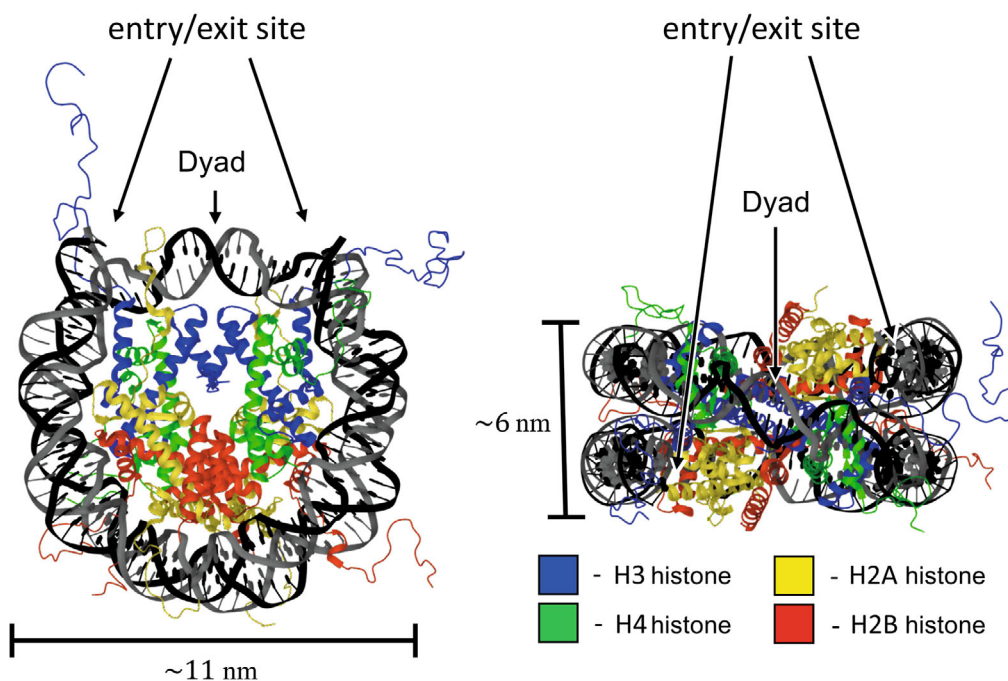 entry/exit site
Dyad
~11 nm
entry/exit site
Dyad
~6 nm
- H3 histone
- H4 histone
- H2A histone
- H2B histone